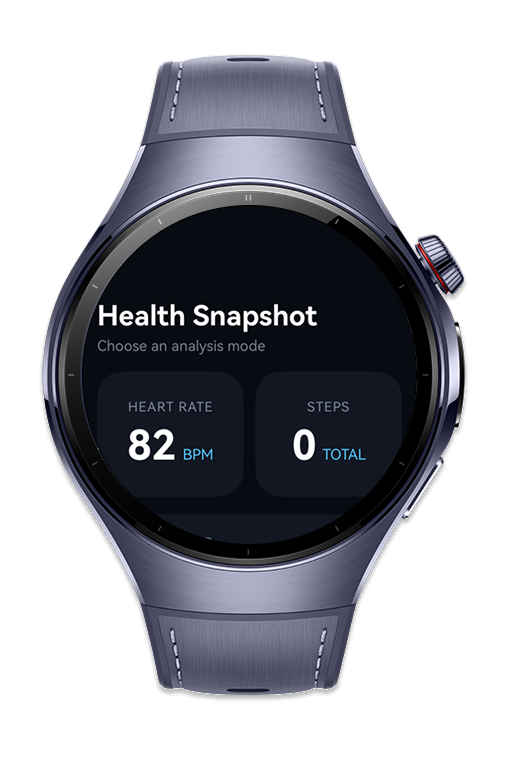 Health Snapshot
Choose an analysis mode
HEART RATE
82 BPM
STEPS
0 TOTAL